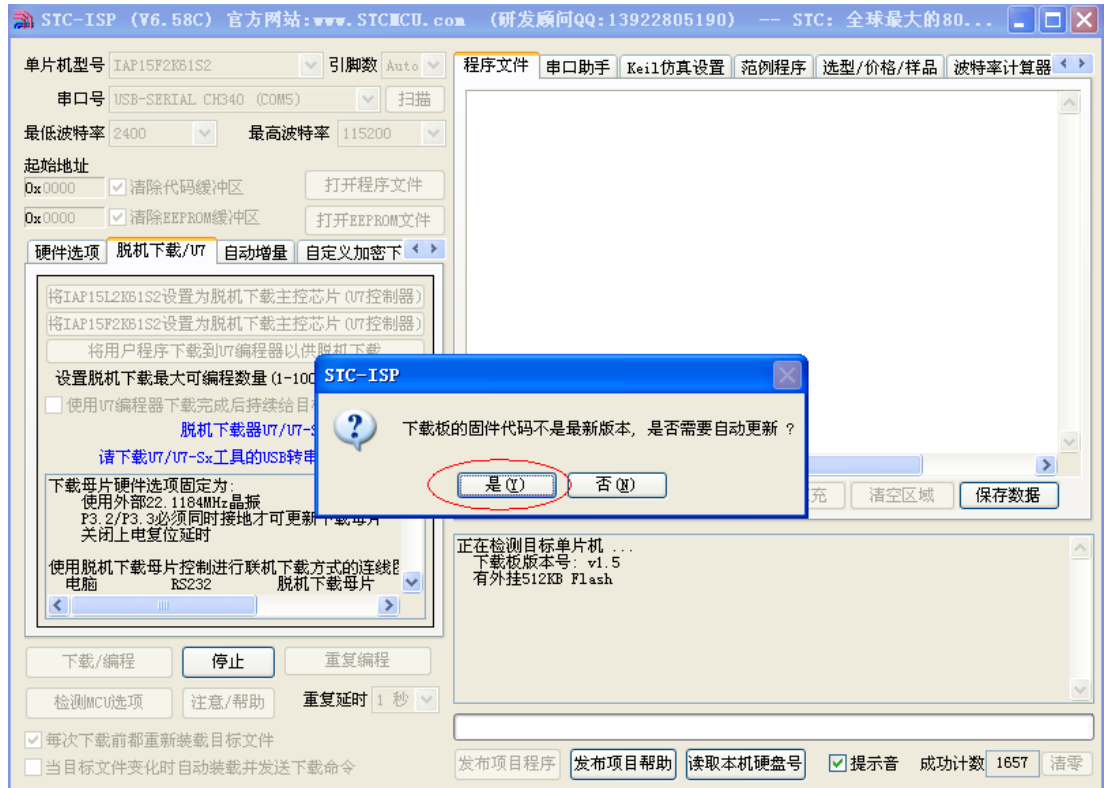 STC-ISP (V6.58C) 官方网站:www.STCMCU.com (研发顾问QQ:13922805190) -- STC: 全球最大的80...
单片机型号 IAP15F2K61S2 引脚数 Auto
串口号 USB-SERIAL CH340 (COM5) 扫描
最低波特率 2400 最高波特率 115200
起始地址
0x0000 清除代码缓冲区 打开程序文件
0x0000 清除EEPROM缓冲区 打开EEPROM文件
硬件选项 脱机下载/U7 自动增量 自定义加密下
将IAP15L2K61S2设置为脱机下载主控芯片(U7控制器)
将IAP15F2K61S2设置为脱机下载主控芯片(U7控制器)
将用户程序下载到U7编程器以供脱机下载
设置脱机下载最大可编程数量(1-100
使用U7编程器下载完成后持续给目
脱机下载器U7/U7-S
请下载U7/U7-Sx工具的USB转串
下载母片硬件选项固定为:
使用外部22.1184MHz晶振
P3.2/P3.3必须同时接地才可更新下载母片
关闭上电复位延时
使用脱机下载母片控制进行联机下载方式的连线图
电脑 RS232 脱机下载母片
下载/编程 停止 重复编程
检测MCU选项 注意/帮助 重复延时 1 秒
每次下载前都重新装载目标文件
当目标文件变化时自动装载并发送下载命令
程序文件 串口助手 Keil仿真设置 范例程序 选型/价格/样品 波特率计算器
STC-ISP
下载板的固件代码不是最新版本, 是否需要自动更新 ?
是(Y) 否(N)
充 清空区域 保存数据
正在检测目标单片机 ...
下载板版本号: v1.5
有外挂512KB Flash
发布项目程序 发布项目帮助 读取本机硬盘号 提示音 成功计数 1657 清零